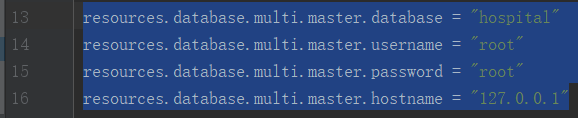 13 resources.database.multi.master.database = "hospital"
14 resources.database.multi.master.username = "root"
15 resources.database.multi.master.password = "root"
16 resources.database.multi.master.hostname = "127.0.0.1"